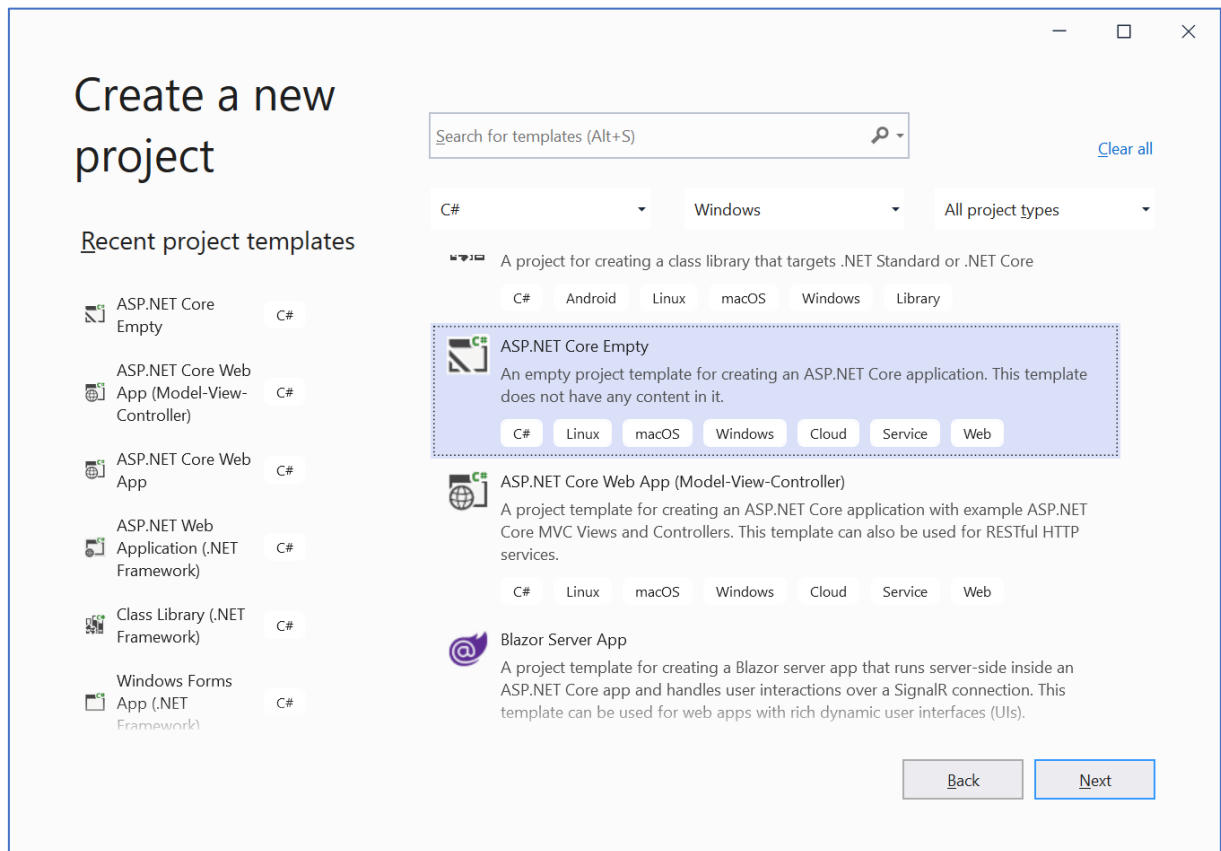 Create a new
project
Search for templates (Alt+S)
Clear all
C#
Windows
All project types
Recent project templates
ASP.NET Core
Empty
C#
ASP.NET Core Web
App (Model-View-
Controller)
C#
ASP.NET Core Web
App
C#
ASP.NET Web
Application (.NET
Framework)
C#
Class Library (.NET
Framework)
C#
Windows Forms
App (.NET
Framework)
C#
A project for creating a class library that targets .NET Standard or .NET Core
C# Android Linux macOS Windows Library
ASP.NET Core Empty
An empty project template for creating an ASP.NET Core application. This template
does not have any content in it.
C# Linux macOS Windows Cloud Service Web
ASP.NET Core Web App (Model-View-Controller)
A project template for creating an ASP.NET Core application with example ASP.NET
Core MVC Views and Controllers. This template can also be used for RESTful HTTP
services.
C# Linux macOS Windows Cloud Service Web
Blazor Server App
A project template for creating a Blazor server app that runs server-side inside an
ASP.NET Core app and handles user interactions over a SignalR connection. This
template can be used for web apps with rich dynamic user interfaces (UIs).
Back
Next